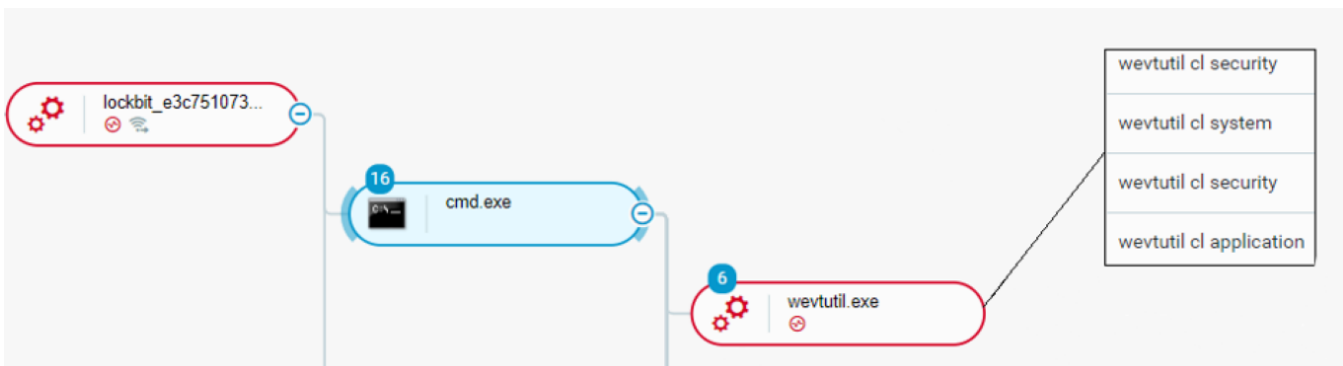 lockbit_e3c751073...
16
cmd.exe
6
wevtutil.exe
wevtutil cl security
wevtutil cl system
wevtutil cl security
wevtutil cl application